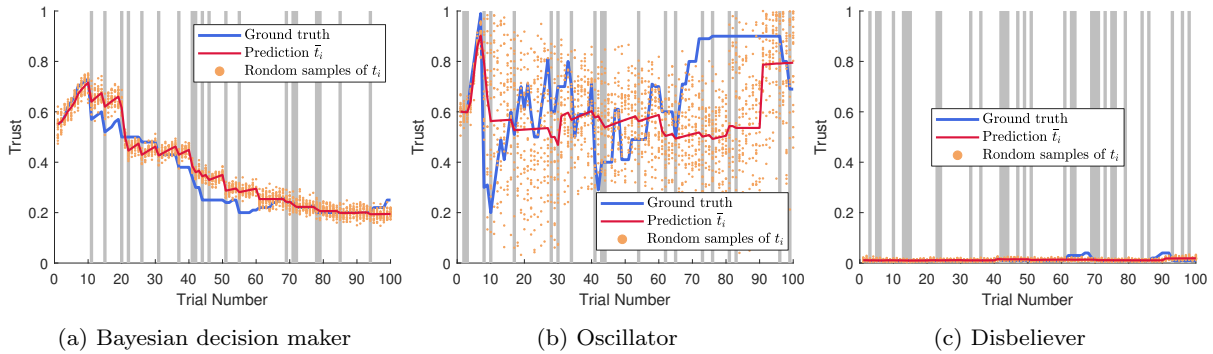 1
0.8
0.6
0.4
0.2
0
Trust
0 10 20 30 40 50 60 70 80 90 100
Trial Number
Ground truth
Prediction t̄ᵢ
Rondom samples of tᵢ
(a) Bayesian decision maker
1
0.8
0.6
0.4
0.2
0
Trust
0 10 20 30 40 50 60 70 80 90 100
Trial Number
Ground truth
Prediction t̄ᵢ
Rondom samples of tᵢ
(b) Oscillator
1
0.8
0.6
0.4
0.2
0
Trust
0 10 20 30 40 50 60 70 80 90 100
Trial Number
Ground truth
Prediction t̄ᵢ
Rondom samples of tᵢ
(c) Disbeliever